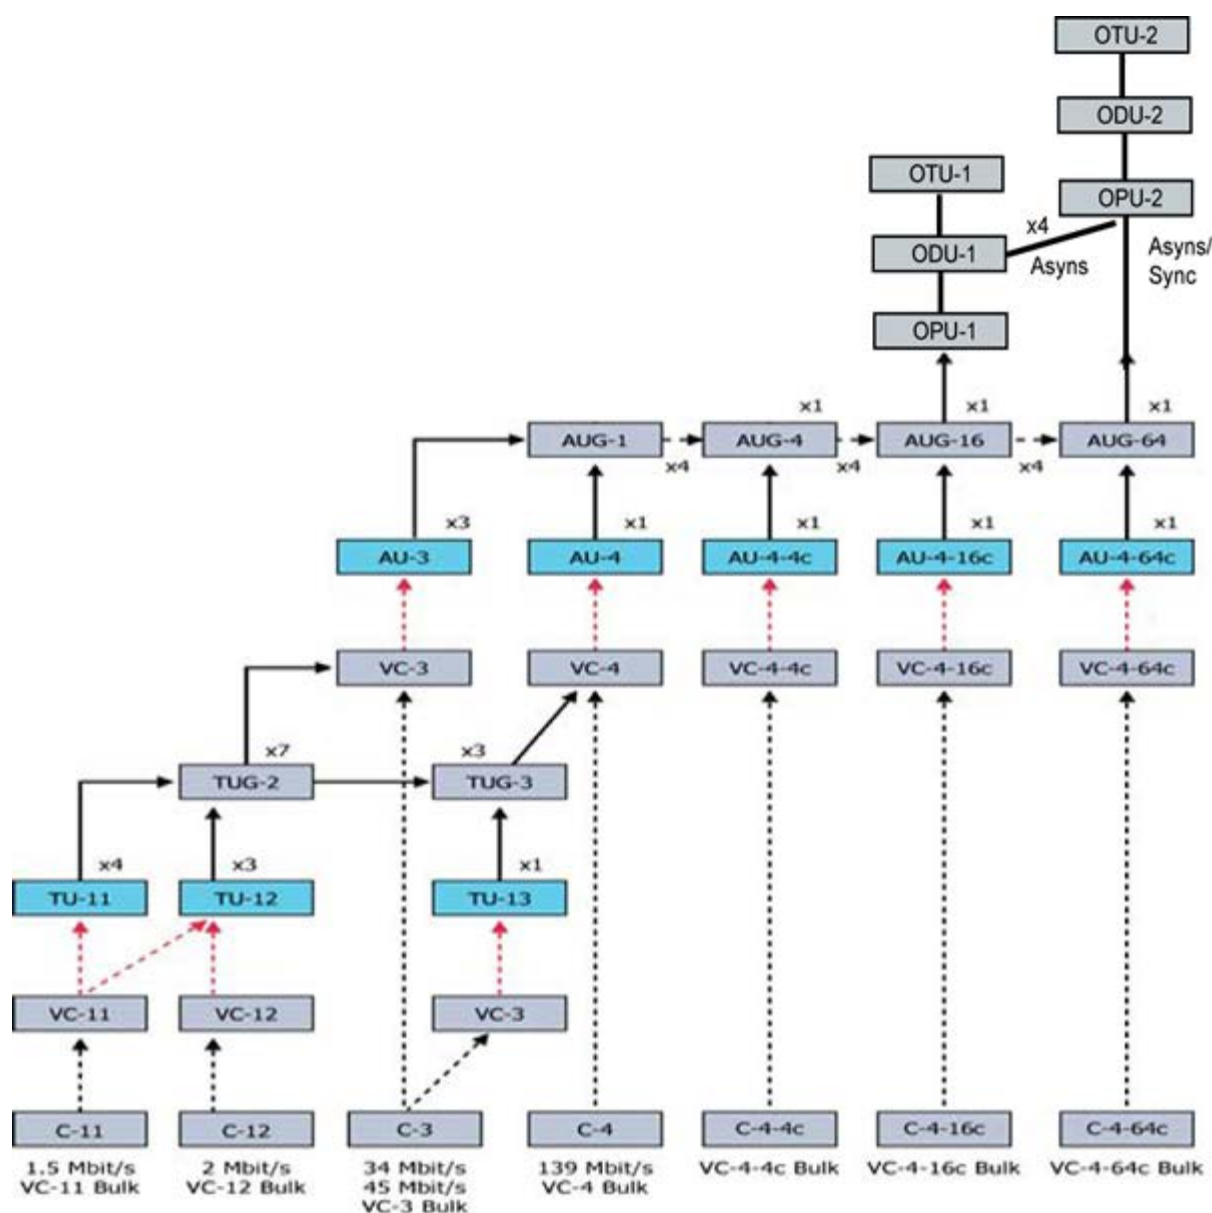 OTU-2
ODU-2
OTU-1
OPU-2
x4
ODU-1
Asyns
Asyns/
Sync
OPU-1
x1
x1
x1
AUG-1
AUG-4
AUG-16
AUG-64
x4
x4
x4
x3
x1
x1
x1
x1
AU-3
AU-4
AU-4-4c
AU-4-16c
AU-4-64c
VC-3
VC-4
VC-4-4c
VC-4-16c
VC-4-64c
x7
x3
TUG-2
TUG-3
x4
x3
x1
TU-11
TU-12
TU-13
VC-11
VC-12
VC-3
C-11
C-12
C-3
C-4
C-4-4c
C-4-16c
C-4-64c
1.5 Mbit/s
VC-11 Bulk
2 Mbit/s
VC-12 Bulk
34 Mbit/s
45 Mbit/s
VC-3 Bulk
139 Mbit/s
VC-4 Bulk
VC-4-4c Bulk
VC-4-16c Bulk
VC-4-64c Bulk